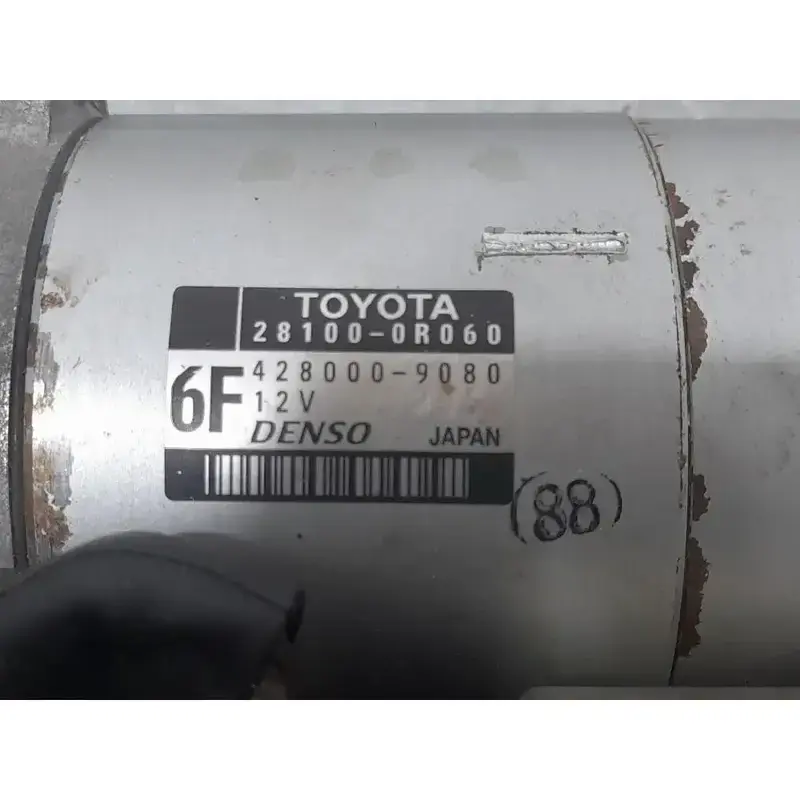 TOYOTA
28100-0R060
6F
428000-9080
12V
DENSO JAPAN
(88)